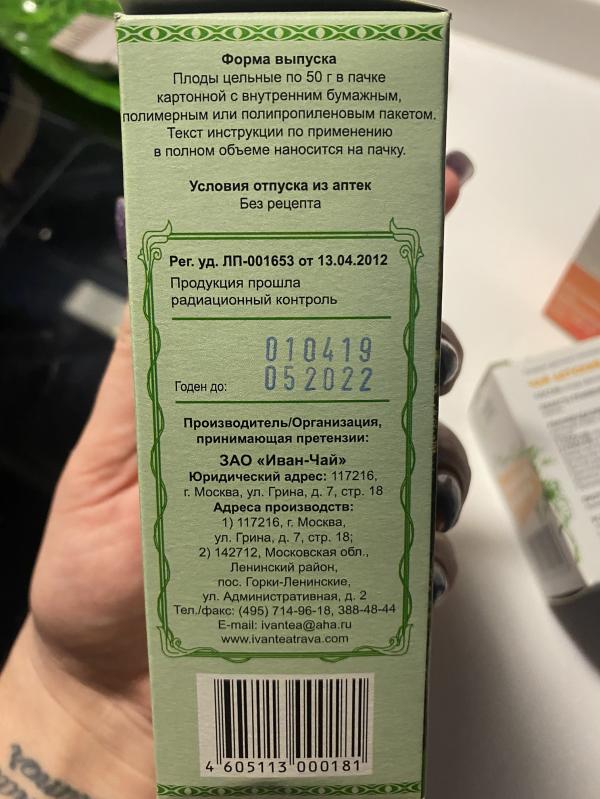 Форма выпуска
Плоды цельные по 50 г в пачке
картонной с внутренним бумажным,
полимерным или полипропиленовым пакетом.
Текст инструкции по применению
в полном объеме наносится на пачку.
Условия отпуска из аптек
Без рецепта
Рег. уд. ЛП-001653 от 13.04.2012
Продукция прошла
радиационный контроль
010419
Годен до: 052022
Производитель/Организация,
принимающая претензии:
ЗАО «Иван-Чай»
Юридический адрес: 117216,
г. Москва, ул. Грина, д. 7, стр. 18
Адреса производств:
1) 117216, г. Москва,
ул. Грина, д. 7, стр. 18;
2) 142712, Московская обл.,
Ленинский район,
пос. Горки-Ленинские,
ул. Административная, д. 2
Тел./факс: (495) 714-96-18, 388-48-44
E-mail: ivantea@aha.ru
www.ivanteatrava.com
4 605113 000181